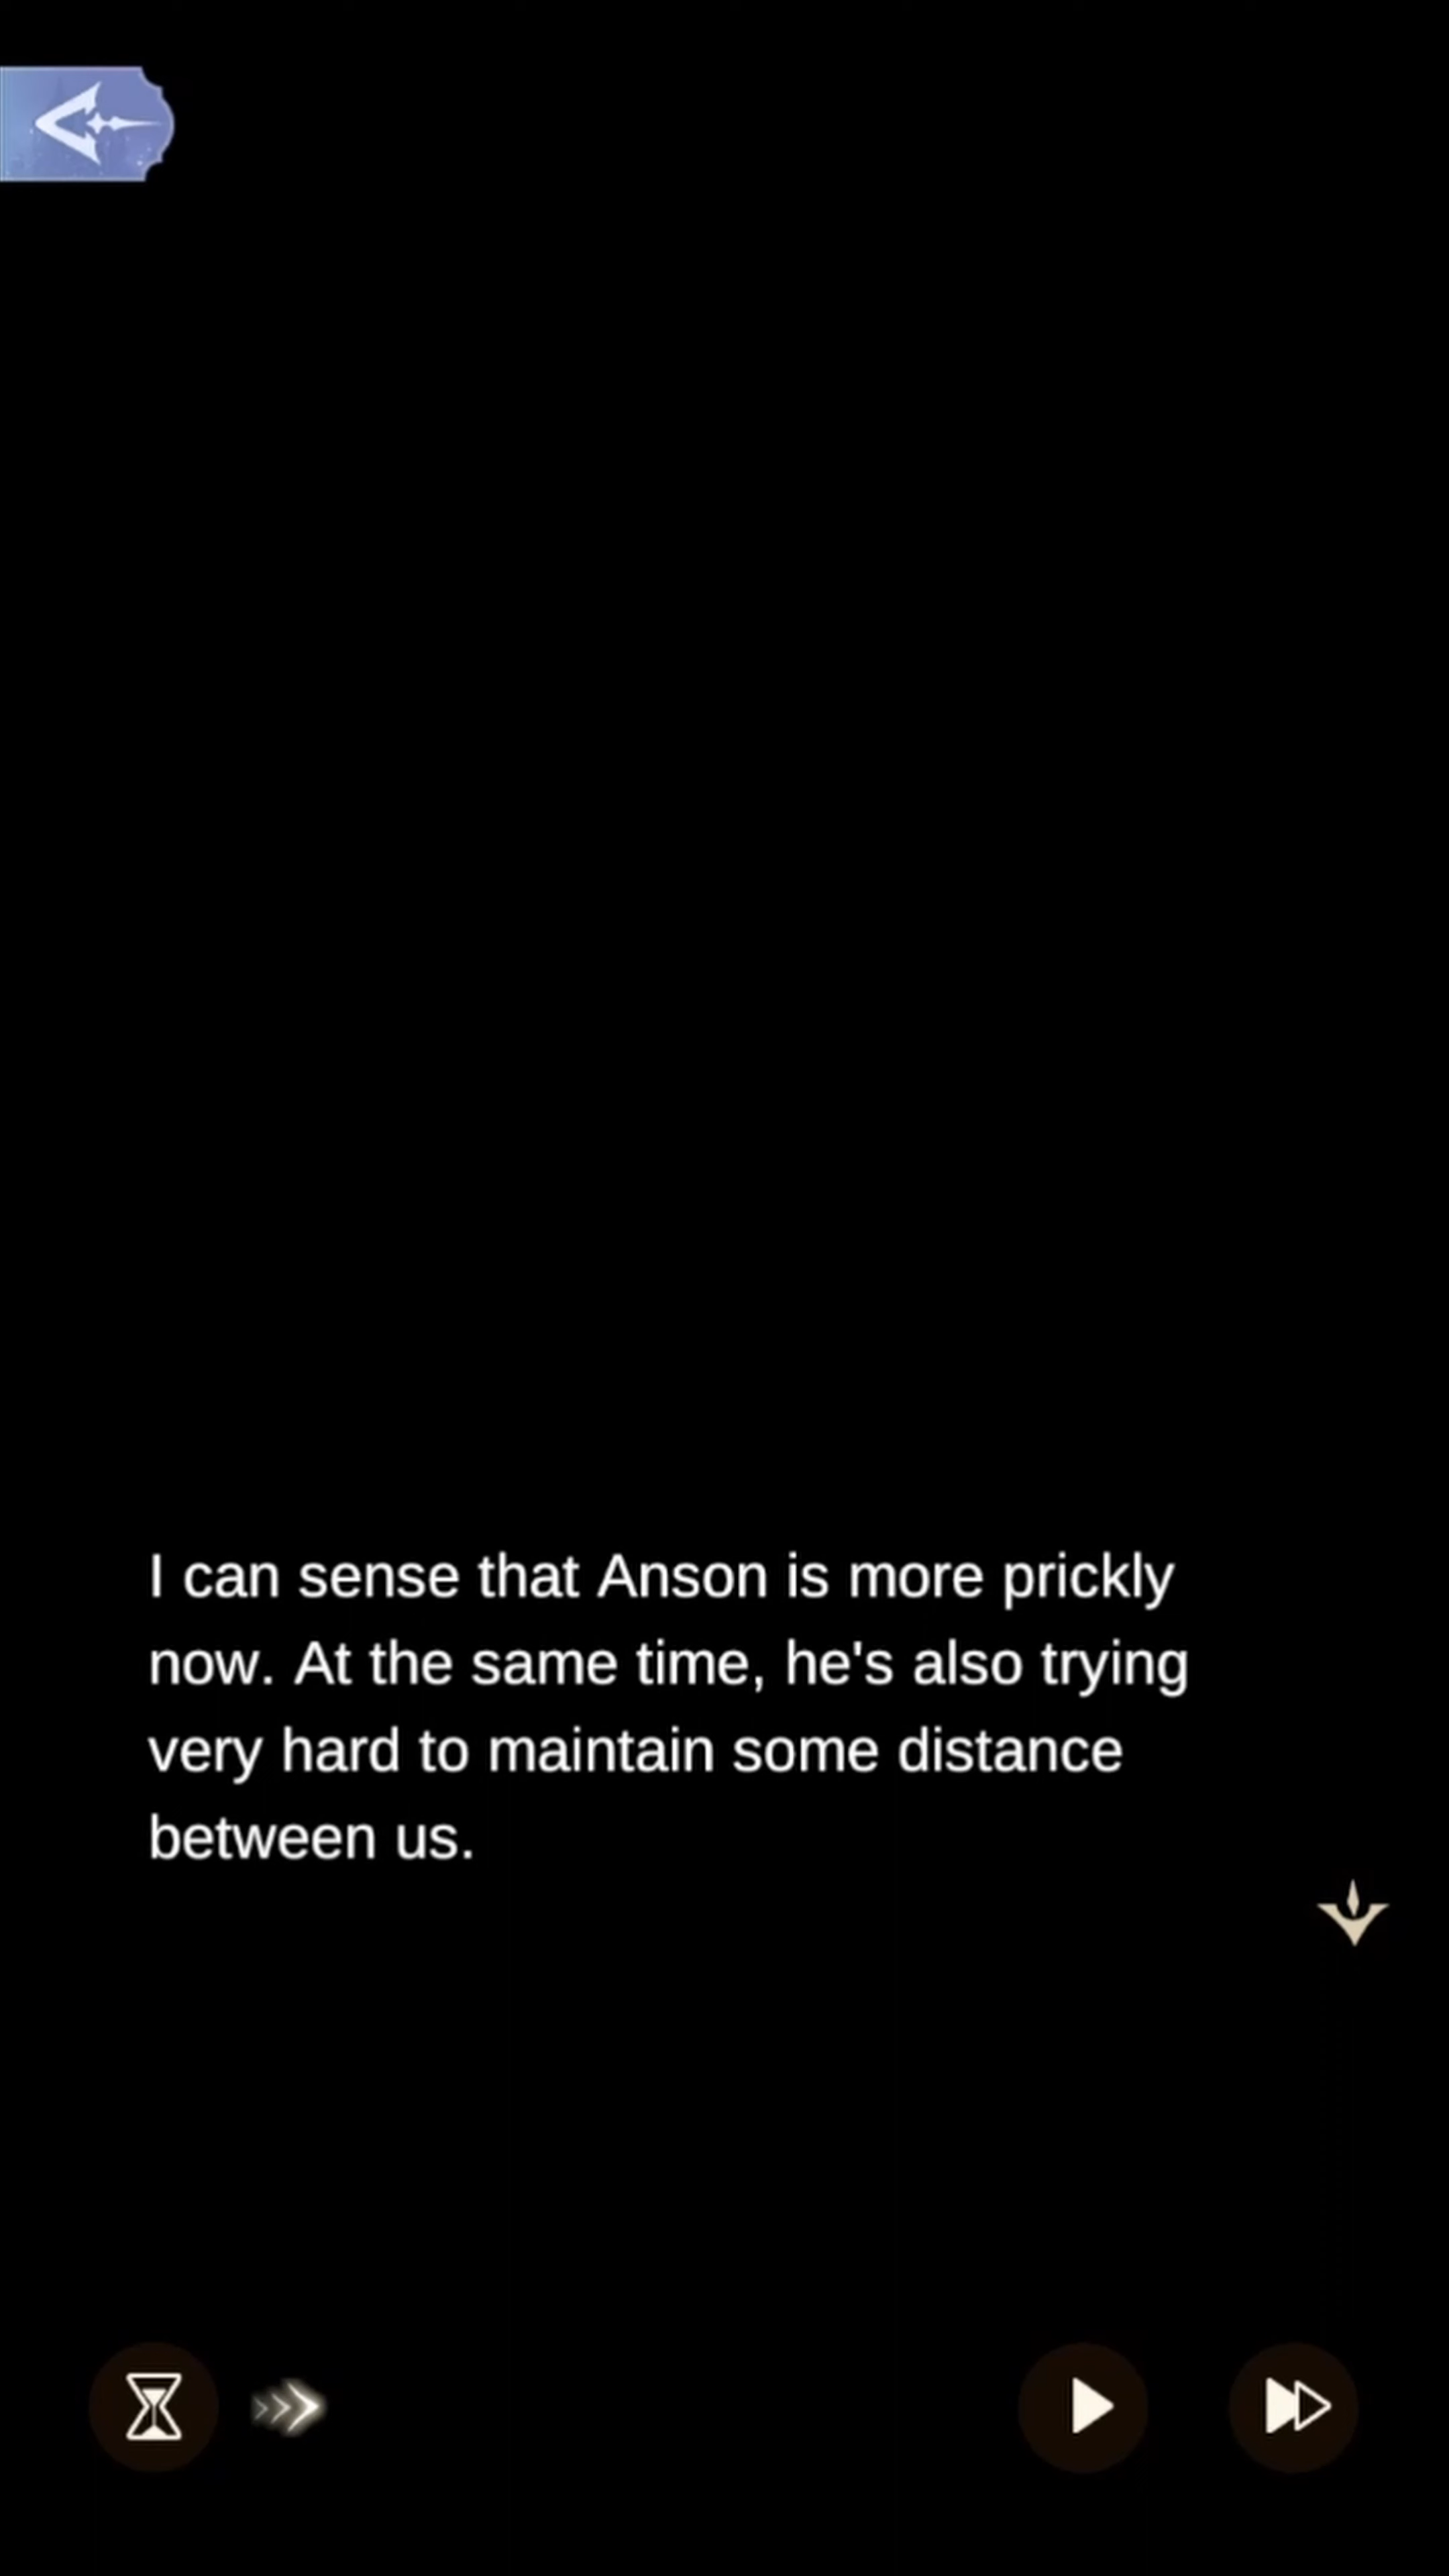 I can sense that Anson is more prickly
now. At the same time, he's also trying
very hard to maintain some distance
between us.